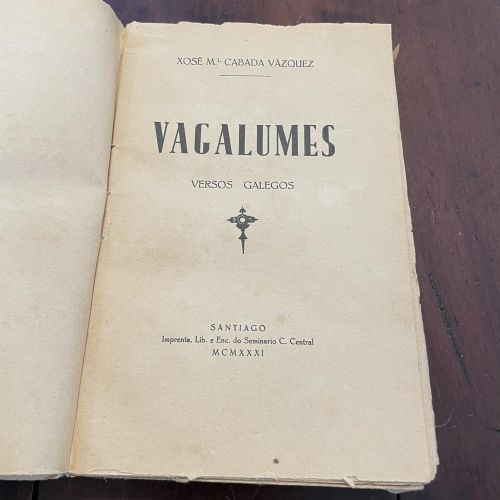 XOSÉ M.ª CABADA VÁZQUEZ
VAGALUMES
VERSOS GALEGOS
SANTIAGO
Imprenta, Lib. e Enc. do Seminario C. Central
MCMXXXI